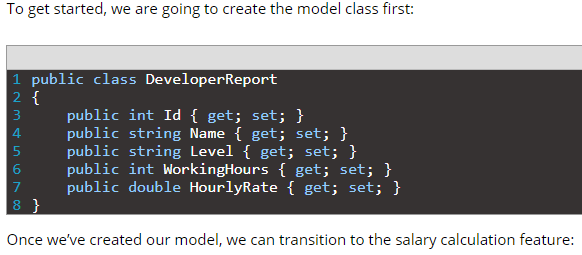 To get started, we are going to create the model class first:
1 public class DeveloperReport
2 {
3     public int Id { get; set; }
4     public string Name { get; set; }
5     public string Level { get; set; }
6     public int WorkingHours { get; set; }
7     public double HourlyRate { get; set; }
8 }
Once we’ve created our model, we can transition to the salary calculation feature: